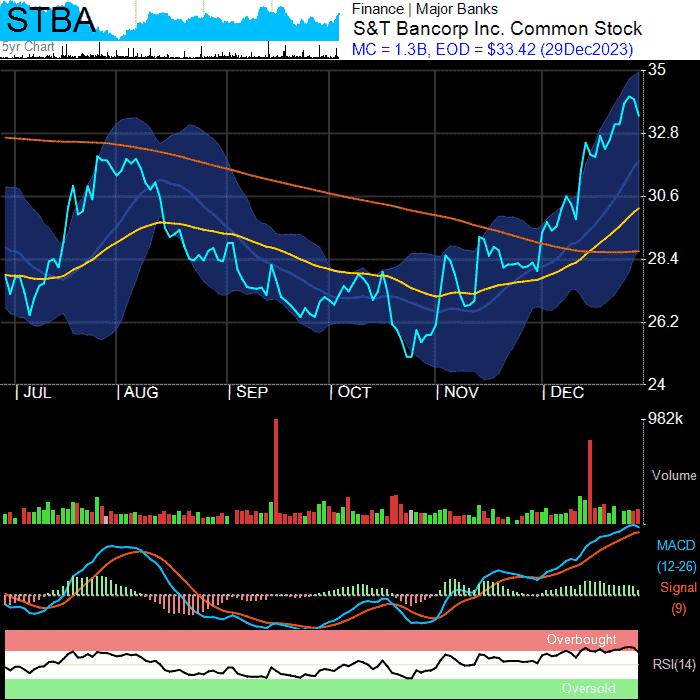 STBA
5yr Chart
Finance | Major Banks
S&T Bancorp Inc. Common Stock
MC = 1.3B, EOD = $33.42 (29Dec2023)
35
32.8
30.6
28.4
26.2
24
| JUL | AUG | SEP | OCT | NOV | DEC
982k
Volume
MACD
(12-26)
Signal
(9)
Overbought
RSI(14)
Oversold